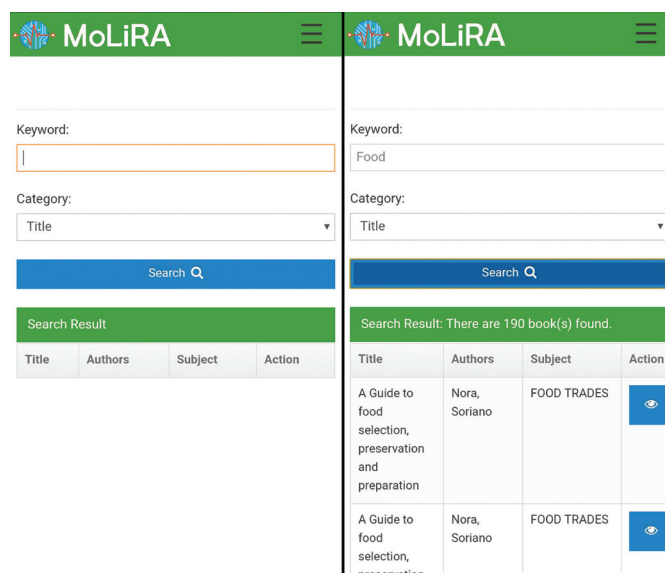 MoLiRA
Keyword:
Category:
Title
Search
Search Result
Title Authors Subject Action
MoLiRA
Keyword:
Food
Category:
Title
Search
Search Result: There are 190 book(s) found.
Title Authors Subject Action
A Guide to
food
selection,
preservation
and
preparation
Nora,
Soriano
FOOD TRADES
A Guide to
food
selection,
preservation
Nora,
Soriano
FOOD TRADES